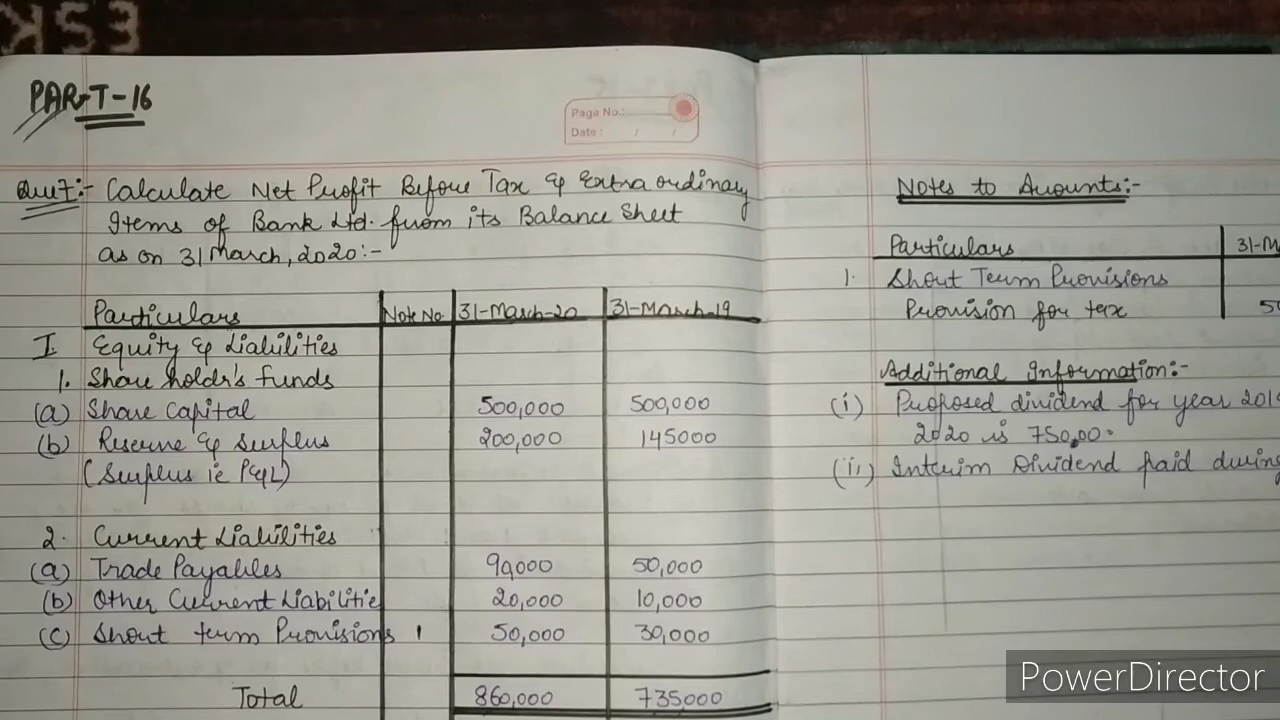 PART-16
Page No.:
Date : / /
Que7:- Calculate Net Profit Before Tax & Extra ordinary
Items of Bank Ltd. from its Balance Sheet
as on 31 March, 2020:-
Particulars Note No 31-March-20 31-March-19
I. Equity & Liabilities
1. Share holdr's funds
(a) Share Capital 500,000 500,000
(b) Reserve & Surplus 200,000 145000
(Surplus ie P&L)
2. Current Liabilities
(a) Trade Payables 90,000 50,000
(b) Other Current Liabilitie 20,000 10,000
(c) Short term Provisions 1 50,000 30,000
Total 860,000 735,000
Notes to Accounts:-
Particulars 31-M
1. Short Term Provisions
Provision for tax 50
Additional Information:-
(i) Proposed dividend for year 2019
2020 is 750,00.
(ii) Interim Dividend paid during
PowerDirector